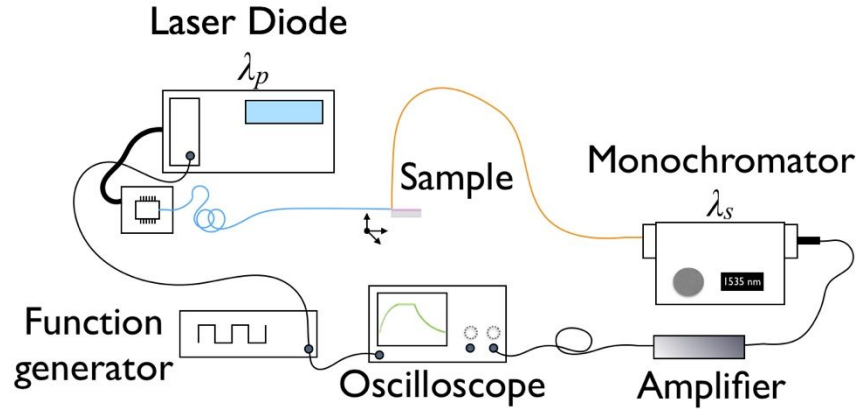 Laser Diode
λp
Sample
Monochromator
λs
1535 nm
Function
generator
Oscilloscope
Amplifier